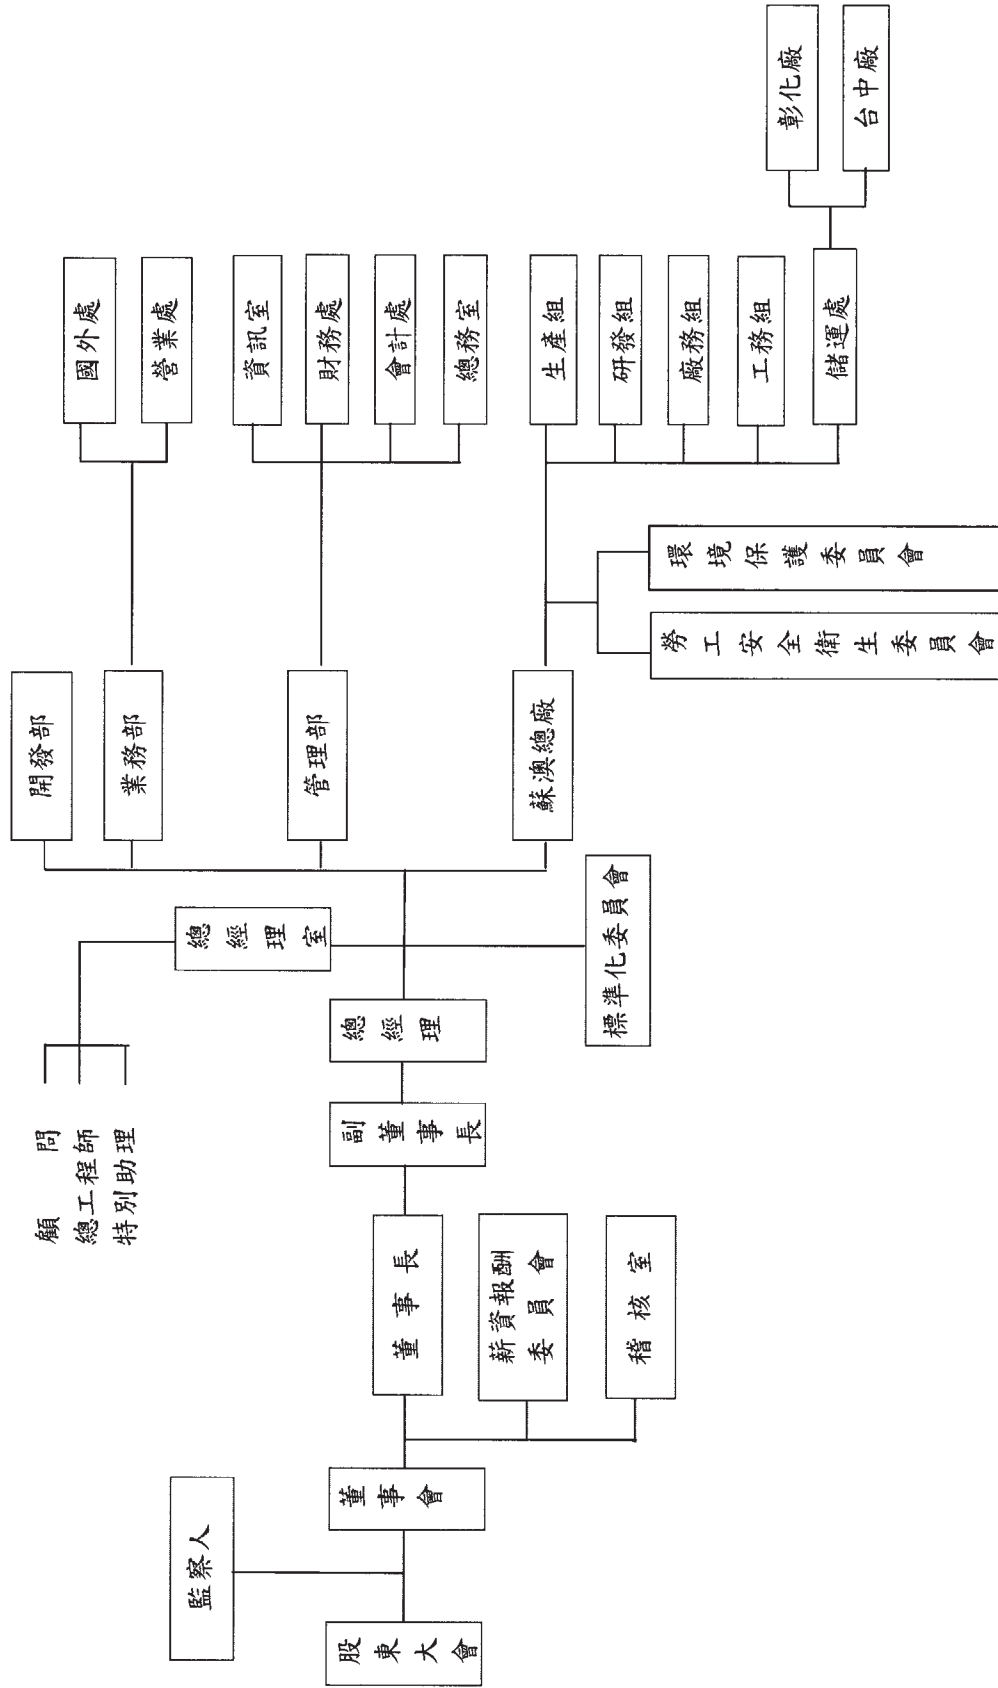 股東大會
監察人
董事會
董事長
薪資報酬
委員會
稽核室
副董事長
總經理
總經理室
顧問
總工程師
特別助理
標準化委員會
開發部
業務部
國外處
營業處
管理部
資訊室
財務處
會計處
總務室
蘇澳總廠
勞工安全衛生委員會
環境保護委員會
生產組
研發組
廠務組
工務組
儲運處
彰化廠
台中廠